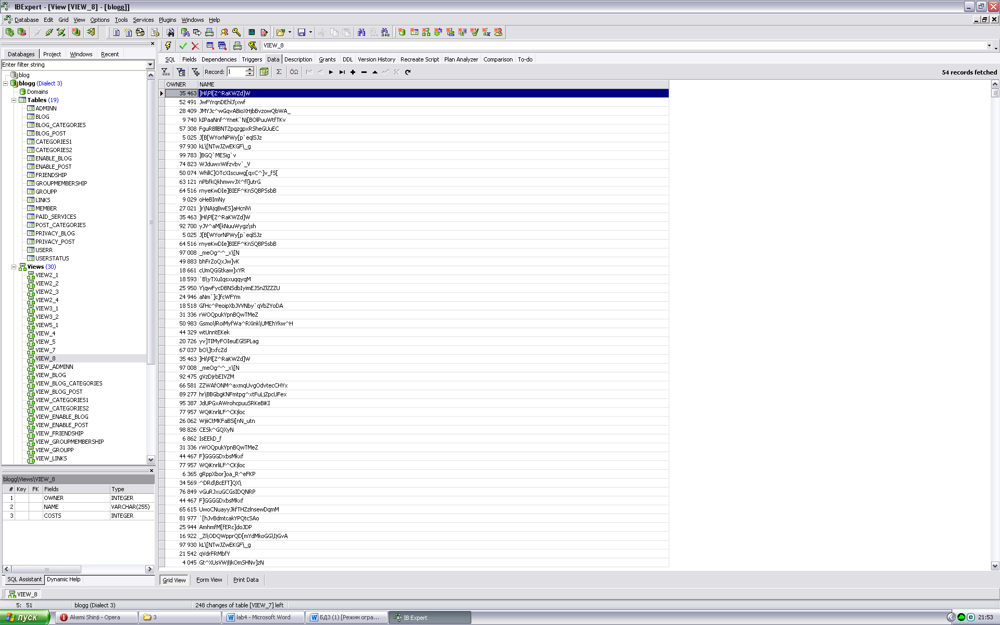 IBExpert - [View [VIEW_8] - [blogg]]
Database Edit Grid View Options Tools Services Plugins Windows Help
VIEW_8
Databases Project Windows Recent
SQL Fields Dependencies Triggers Data Description Grants DDL Version History Recreate Script Plan Analyzer Comparison To-do
Enter filter string
Record: 1
54 records fetched
blog
blogg (Dialect 3)
Domains
Tables (19)
ADMINN
BLOG
BLOG_CATEGORIES
BLOG_POST
CATEGORIES1
CATEGORIES2
ENABLE_BLOG
ENABLE_POST
FRIENDSHIP
GROUPMEMBERSHIP
GROUPP
LINKS
MEMBER
PAID_SERVICES
POST_CATEGORIES
PRIVACY_BLOG
PRIVACY_POST
USERR
USERSTATUS
Views (30)
VIEW2_1
VIEW2_2
VIEW2_3
VIEW2_4
VIEW3_1
VIEW3_2
VIEW5_1
VIEW_4
VIEW_5
VIEW_7
VIEW_8
VIEW_ADMINN
VIEW_BLOG
VIEW_BLOG_CATEGORIES
VIEW_BLOG_POST
VIEW_CATEGORIES1
VIEW_CATEGORIES2
VIEW_ENABLE_BLOG
VIEW_ENABLE_POST
VIEW_FRIENDSHIP
VIEW_GROUPMEMBERSHIP
VIEW_GROUPP
VIEW_LINKS
blogg\Views\VIEW_8
# Key FK Fields Type
1 OWNER INTEGER
2 NAME VARCHAR(255)
3 COSTS INTEGER
SQL Assistant Dynamic Help
OWNER NAME
35 463 ]Hi\Pl[Z^RaKWZd]W
52 491 JwFYrqnDEhlJ\xwf
28 409 JMYJc^wGqvABioXHjbBvzowQbWA_
9 740 kIPaaNnf^YneK`Nj[BOlPuuWtfTKv
57 308 FguRBllBNTZpqzgpxRSheGUuEC
5 025 J[B[WYorNPWy[p`eqlSJz
97 930 kL\[NTwJZwEKGF\_g
99 783 ]BGQ`MESig`v
74 823 WJduwxWifzvbv`_V
50 074 WhllC]OTcXIscuwg[qxC^]v_fS[
63 121 nPbfkQkhmwvJX^fl]utrG
64 516 rnyeKwDIe]BIEF^KnSQBPSsbB
9 029 oHeBImNy
27 021 ]r\NAjqBwES]aHcnlVi
35 463 ]Hi\Pl[Z^RaKWZd]W
92 700 yJV^aM[kNuuWygz\sh
5 025 J[B[WYorNPWy[p`eqlSJz
64 516 rnyeKwDIe]BIEF^KnSQBPSsbB
97 008 _meOg^^_x\[N
49 883 bhFrZoQxJw]vK
18 661 cUmQGGtkaw]xYR
18 593 `B\yTXuIqsxuqqyqM
25 950 Y\qwFycDBNSdbIyimEJSnZlZZZU
24 946 aNm`]c]fcWFYm
18 518 GfHc^PeoipXbJVVNby`qVbZYoDA
31 336 rWOQpukYpnBQwTMeZ
50 983 Gsmo\lRoiMyfWa^RXink\UMEhYkw^H
44 329 wtUnntEKek
20 726 yv]TIMyFOIeuEGlSPLag
67 037 bO\]txfcZd
35 463 ]Hi\Pl[Z^RaKWZd]W
97 008 _meOg^^_x\[N
92 475 gVzDjrbEIVZM
66 581 ZZWAfONM^axmqUvgOdvtecCHYx
89 277 hr\BBGbgKNFmtpg^xtFuLjZpcUFex
95 387 JdUPGxAWrohcpuuSRKeBiKI
77 957 WQiKnrliLF^CKjloc
26 062 WjiiCtMKFaBSi[nN_utn
98 826 CESk^GQXyN
6 862 IsEEkD_f
31 336 rWOQpukYpnBQwTMeZ
44 467 F]GGGGDxbsMkxf
77 957 WQiKnrliLF^CKjloc
6 365 gRppXbor]oa_R^eFKP
34 569 ^DRd\BcEfT]QX\
76 849 vGuRJxuGCGsIDQNRP
44 467 F]GGGGDxbsMkxf
65 615 UwoCNuayyJkfTHZzlnsewDqmM
81 977 `[hJvBdmtcakYPQtcSAo
25 944 AmhmfM[fERc]doJDP
16 922 _Zi\ODQWpprQD[mYdMkoGG\IjGvA
97 930 kL\[NTwJZwEKGF\_g
21 542 qVdrFRMbfY
4 045 Gt^XUsVWjljkOmSHNv]zN
Grid View Form View Print Data
VIEW_8
5: 51 blogg (Dialect 3) 248 changes of table [VIEW_7] left
пуск Akemi Shinji - Opera 3 lab4 - Microsoft Word БДЗ (1) [Режим огра... IB Expert 21:53